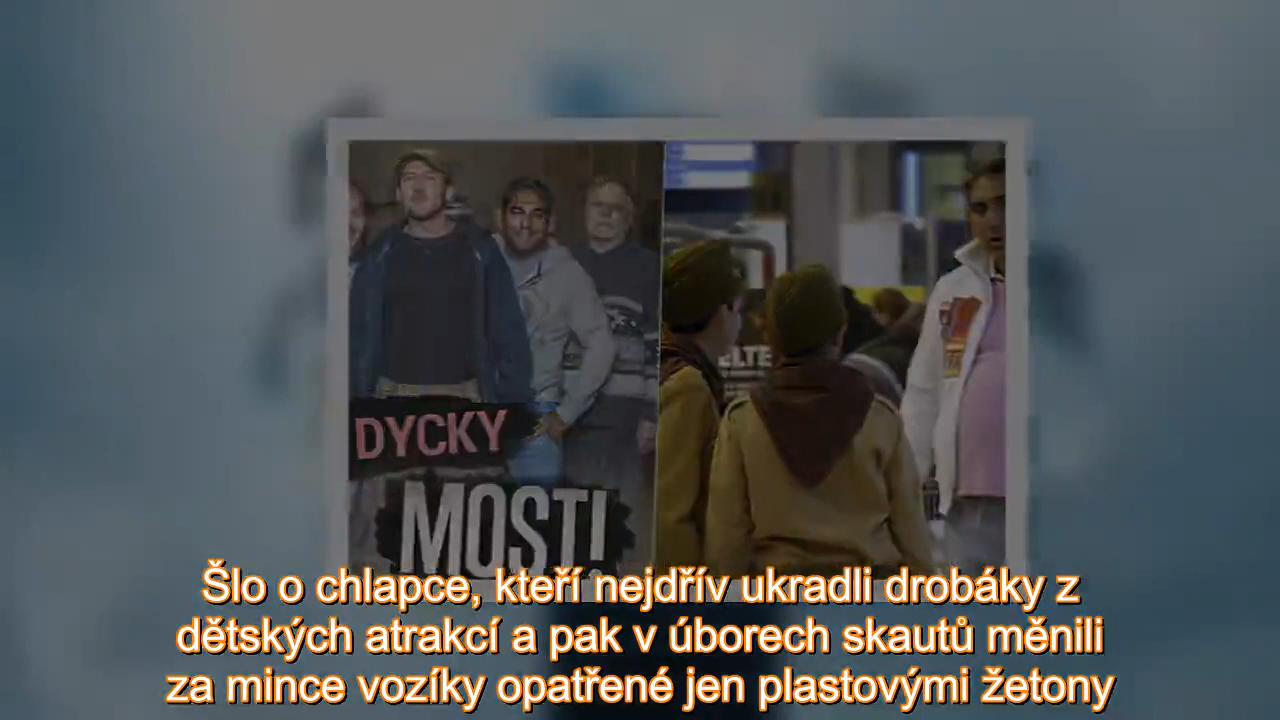 ELTE
DYCKY
MOST!
Šlo o chlapce, kteří nejdřív ukradli drobáky z
dětských atrakcí a pak v úborech skautů měnili
za mince vozíky opatřené jen plastovými žetony